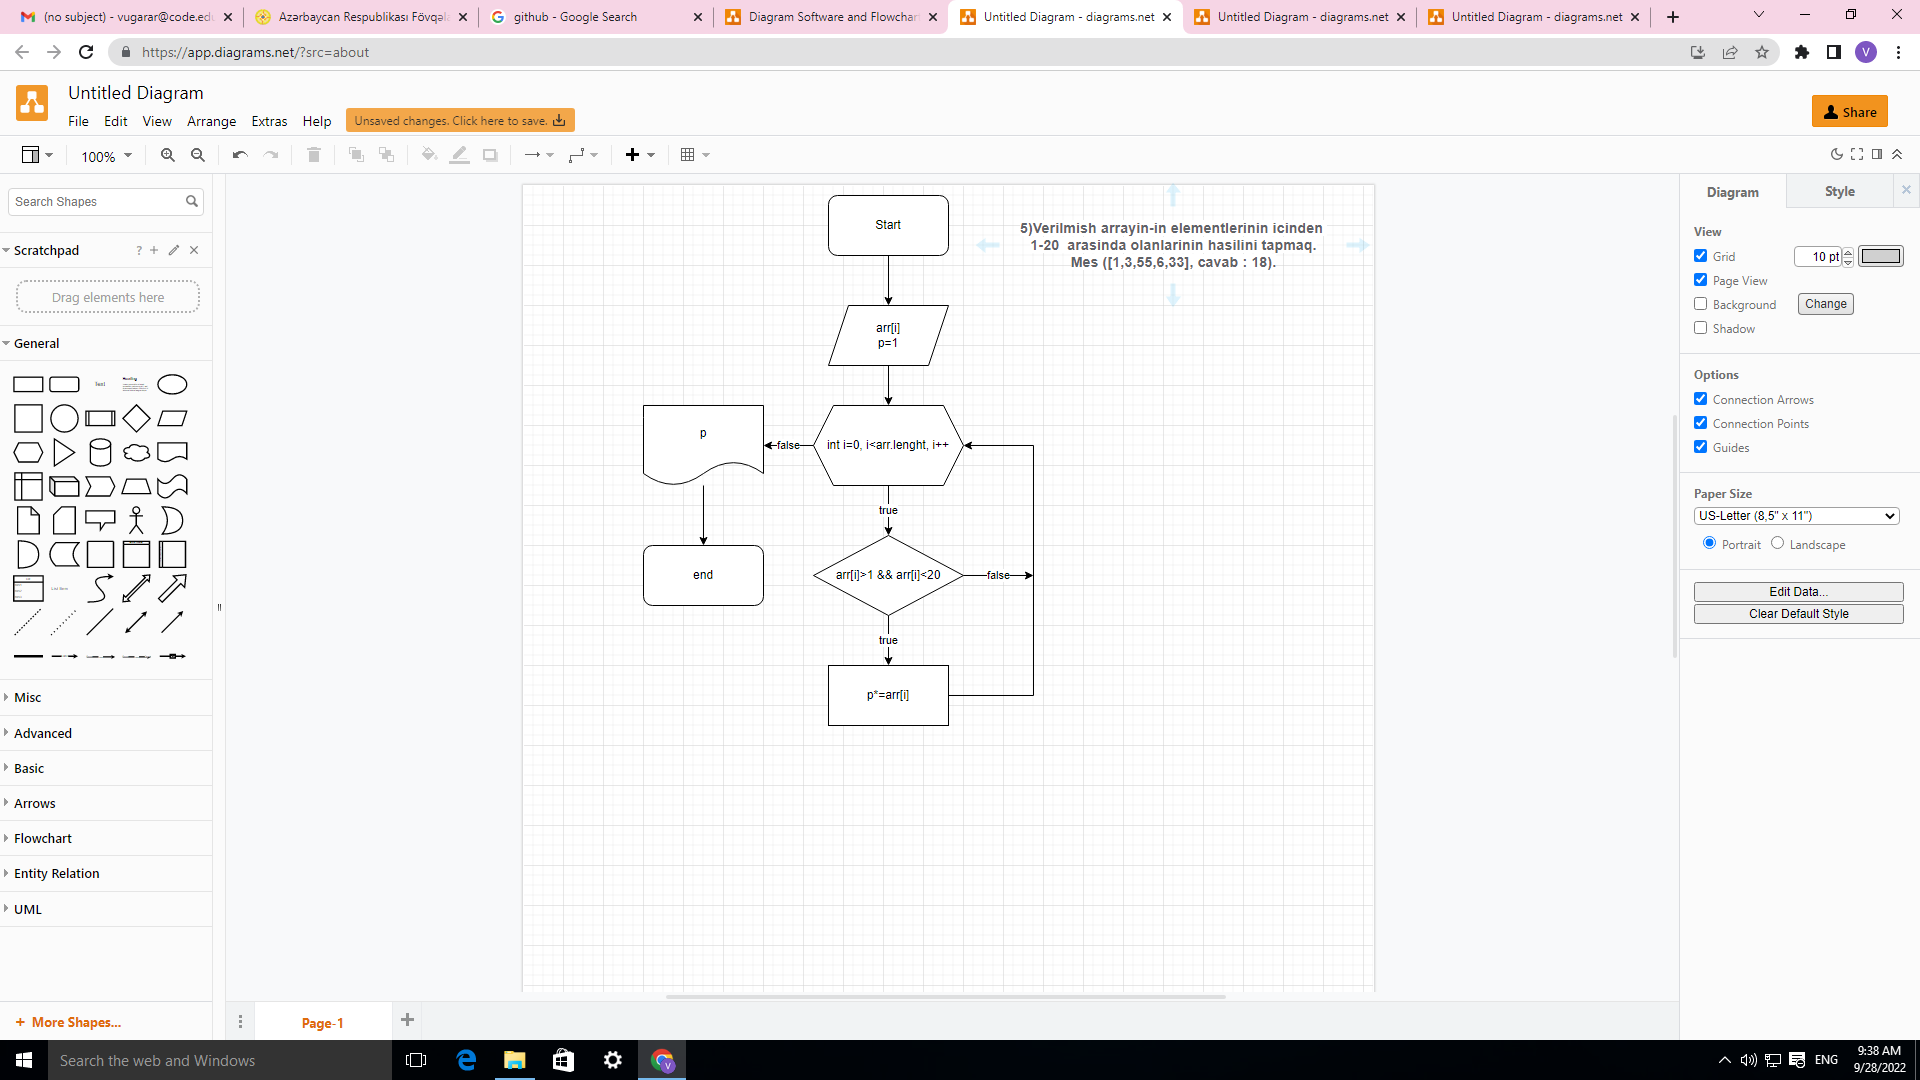 (no subject) - vugarar@code.edu
Azərbaycan Respublikası Fövqəla
github - Google Search
Diagram Software and Flowchart
Untitled Diagram - diagrams.net
Untitled Diagram - diagrams.net
Untitled Diagram - diagrams.net
https://app.diagrams.net/?src=about
V
Untitled Diagram
File Edit View Arrange Extras Help
Unsaved changes. Click here to save.
Share
100%
Search Shapes
Scratchpad
?
Drag elements here
General
Text
Heading
Misc
Advanced
Basic
Arrows
Flowchart
Entity Relation
UML
+ More Shapes...
Start
5)Verilmish arrayin-in elementlerinin icinden
1-20 arasinda olanlarinin hasilini tapmaq.
Mes ([1,3,55,6,33], cavab : 18).
arr[i]
p=1
p
false
int i=0, i<arr.lenght, i++
true
end
arr[i]>1 && arr[i]<20
false
true
p*=arr[i]
Page-1
Diagram
Style
View
Grid
10 pt
Page View
Background
Change
Shadow
Options
Connection Arrows
Connection Points
Guides
Paper Size
US-Letter (8,5" x 11")
Portrait
Landscape
Edit Data...
Clear Default Style
Search the web and Windows
V
ENG
9:38 AM
9/28/2022